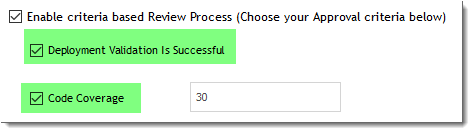 Enable criteria based Review Process (Choose your Approval criteria below)
Deployment Validation Is Successful
Code Coverage 30